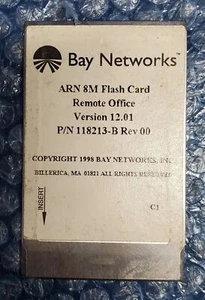 Bay Networks™
ARN 8M Flash Card
Remote Office
Version 12.01
P/N 118213-B Rev 00
COPYRIGHT 1998 BAY NETWORKS, INC.
BILLERICA, MA 01821 ALL RIGHTS RESERVED
INSERT
C1